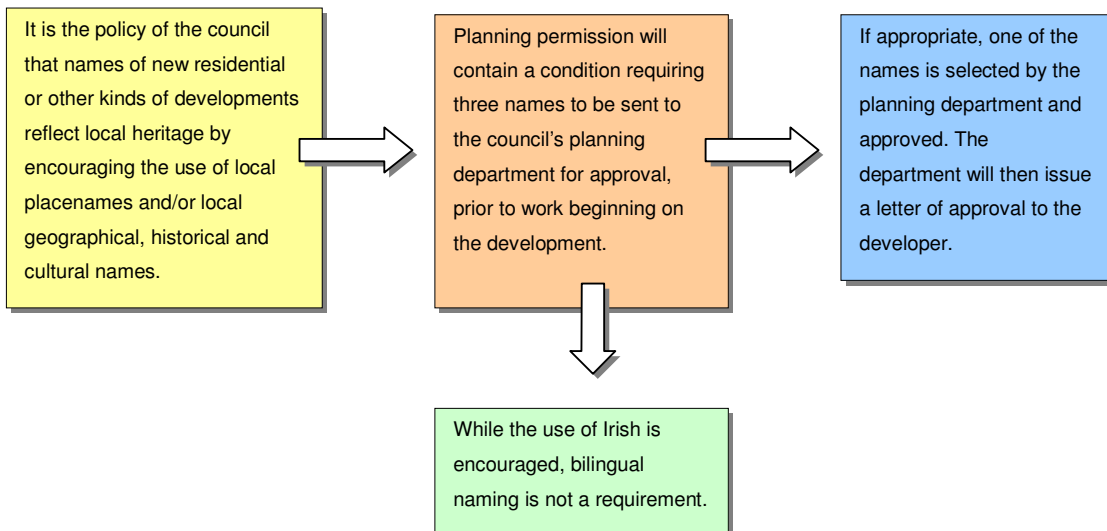 It is the policy of the council
that names of new residential
or other kinds of developments
reflect local heritage by
encouraging the use of local
placenames and/or local
geographical, historical and
cultural names.
Planning permission will
contain a condition requiring
three names to be sent to
the council’s planning
department for approval,
prior to work beginning on
the development.
If appropriate, one of the
names is selected by the
planning department and
approved. The
department will then issue
a letter of approval to the
developer.
While the use of Irish is
encouraged, bilingual
naming is not a requirement.